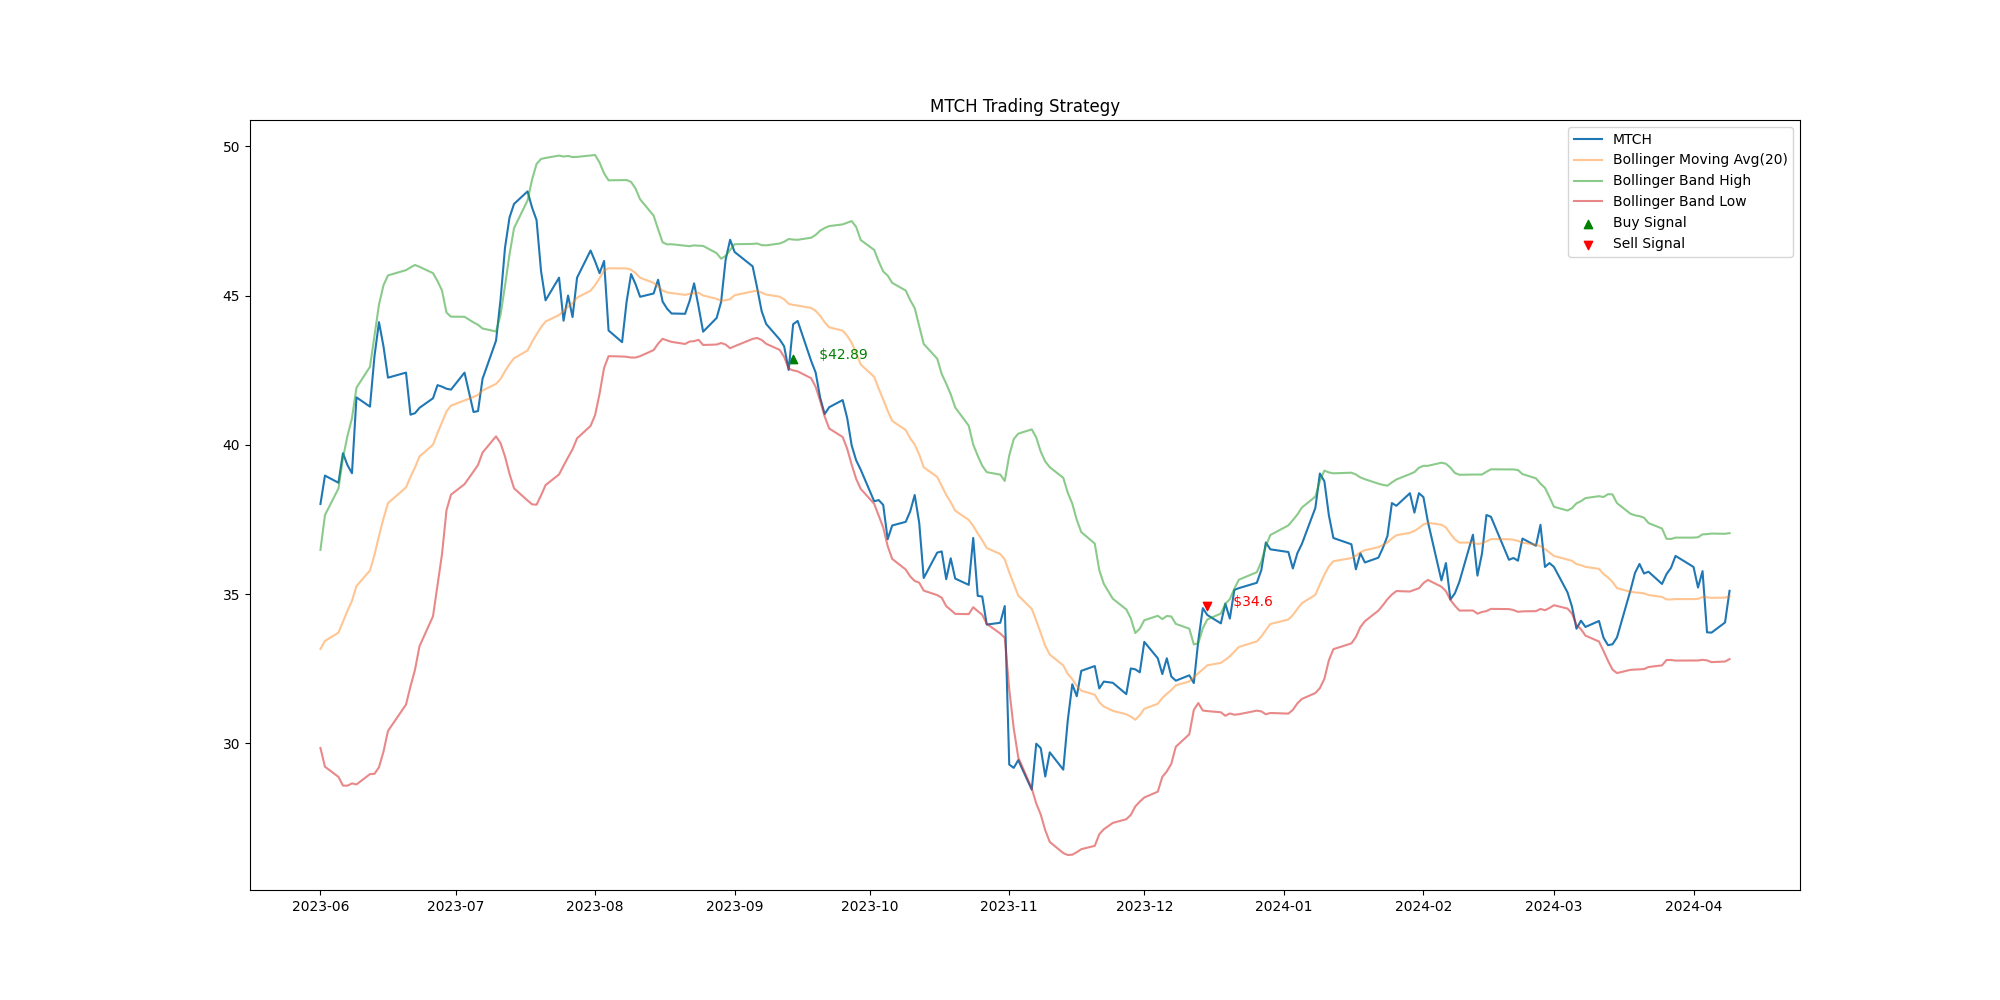 MTCH Trading Strategy
MTCH
Bollinger Moving Avg(20)
Bollinger Band High
Bollinger Band Low
Buy Signal
Sell Signal
50
45
40
35
30
$42.89
$34.6
2023-06 2023-07 2023-08 2023-09 2023-10 2023-11 2023-12 2024-01 2024-02 2024-03 2024-04